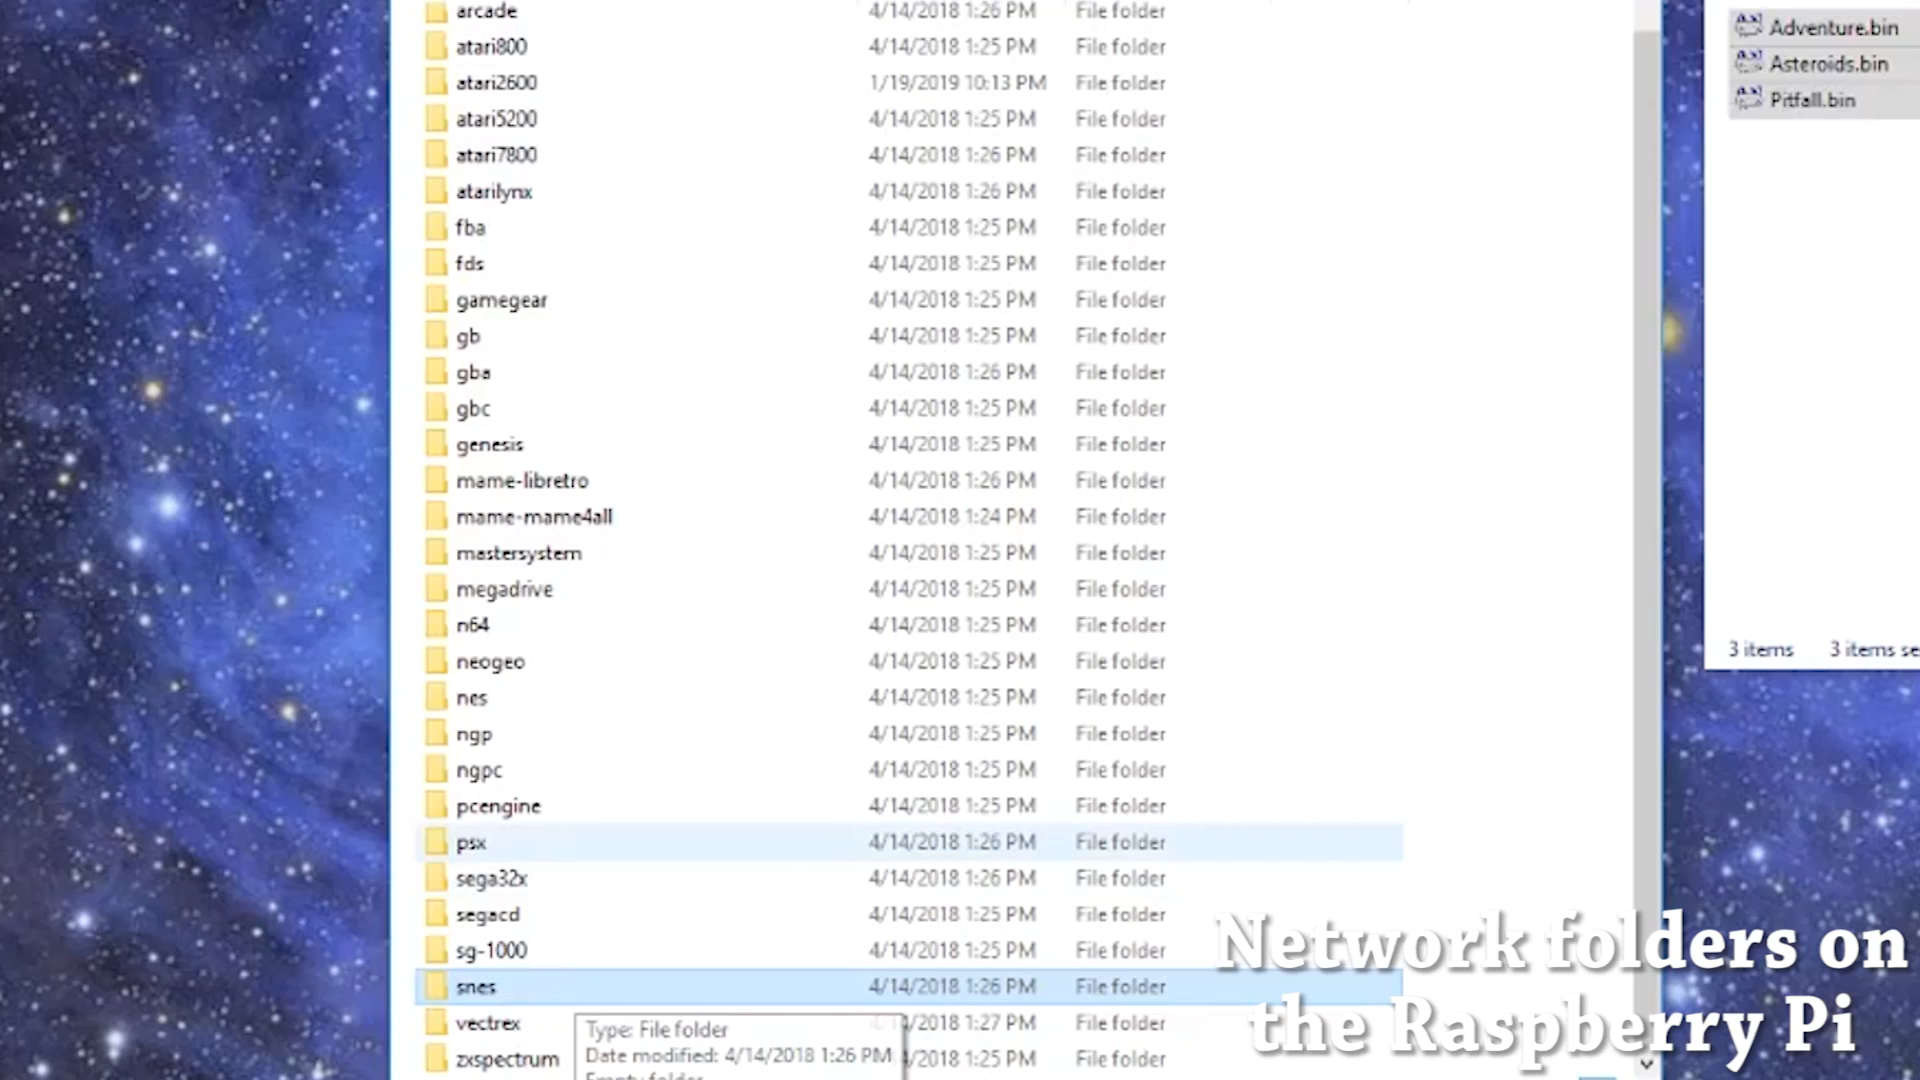 arcade 4/14/2018 1:26 PM File folder
atari800 4/14/2018 1:25 PM File folder
atari2600 1/19/2019 10:13 PM File folder
atari5200 4/14/2018 1:25 PM File folder
atari7800 4/14/2018 1:26 PM File folder
atarilynx 4/14/2018 1:26 PM File folder
fba 4/14/2018 1:25 PM File folder
fds 4/14/2018 1:25 PM File folder
gamegear 4/14/2018 1:25 PM File folder
gb 4/14/2018 1:25 PM File folder
gba 4/14/2018 1:26 PM File folder
gbc 4/14/2018 1:25 PM File folder
genesis 4/14/2018 1:25 PM File folder
mame-libretro 4/14/2018 1:26 PM File folder
mame-mame4all 4/14/2018 1:24 PM File folder
mastersystem 4/14/2018 1:25 PM File folder
megadrive 4/14/2018 1:25 PM File folder
n64 4/14/2018 1:25 PM File folder
neogeo 4/14/2018 1:25 PM File folder
nes 4/14/2018 1:25 PM File folder
ngp 4/14/2018 1:25 PM File folder
ngpc 4/14/2018 1:25 PM File folder
pcengine 4/14/2018 1:25 PM File folder
psx 4/14/2018 1:26 PM File folder
sega32x 4/14/2018 1:26 PM File folder
segacd 4/14/2018 1:25 PM File folder
sg-1000 4/14/2018 1:25 PM File folder
snes 4/14/2018 1:26 PM File folder
vectrex /2018 1:27 PM File folder
zxspectrum /2018 1:25 PM File folder
Type: File folder
Date modified: 4/14/2018 1:26 PM
Empty folder
Adventure.bin
Asteroids.bin
Pitfall.bin
3 items 3 items se
Network folders on
the Raspberry Pi